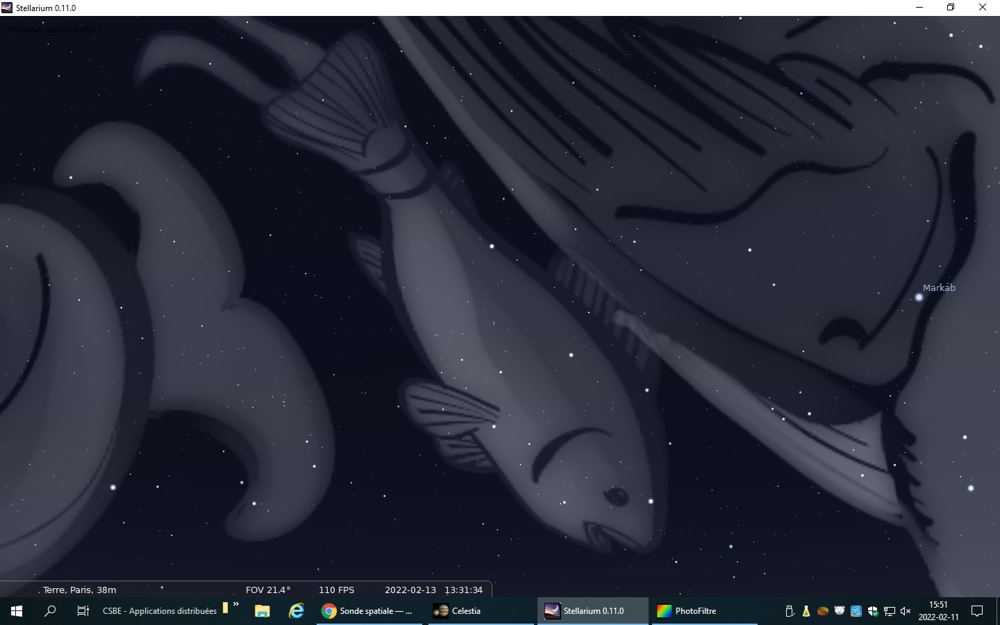 Stellarium 0.11.0
Poisson austral(PSA)
Markab
Terre, Paris, 38m FOV 21.4° 110 FPS 2022-02-13 13:31:34
CSBE - Applications distribuées » Sonde spatiale — ... Celestia Stellarium 0.11.0 PhotoFiltre 15:51
2022-02-11